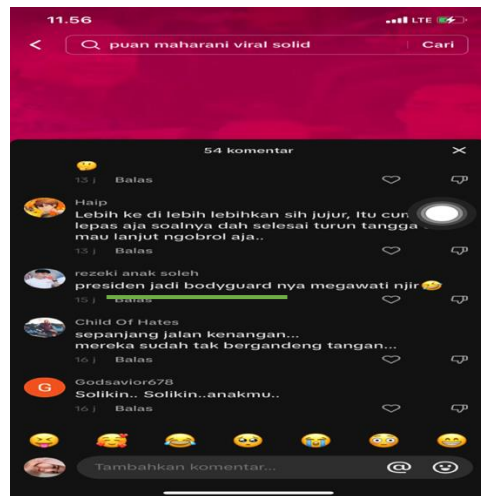 11.56
LTE
puan maharani viral solid
Cari
54 komentar
13 j Balas
Haip
Lebih ke di lebih lebihkan sih jujur, Itu cum
lepas aja soalnya dah selesai turun tangga
mau lanjut ngobrol aja..
13 j Balas
rezeki anak soleh
presiden jadi bodyguard nya megawati njir
15 j Balas
Child Of Hates
sepanjang jalan kenangan...
mereka sudah tak bergandeng tangan...
16 j Balas
G
Godsavior678
Solikin.. Solikin..anakmu..
16 j Balas
Tambahkan komentar...
@